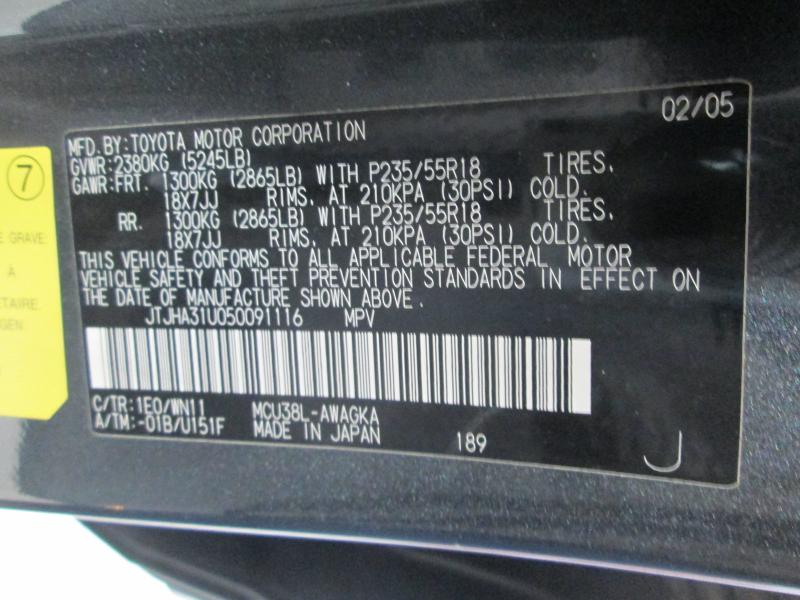 02/05
MFD. BY: TOYOTA MOTOR CORPORATION
GVWR: 2380KG (5245LB)
GAWR: FRT. 1300KG (2865LB) WITH P235/55R18 TIRES,
18X7JJ RIMS, AT 210KPA (30PSI) COLD.
RR. 1300KG (2865LB) WITH P235/55R18 TIRES,
18X7JJ RIMS, AT 210KPA (30PSI) COLD.
THIS VEHICLE CONFORMS TO ALL APPLICABLE FEDERAL MOTOR
VEHICLE SAFETY AND THEFT PREVENTION STANDARDS IN EFFECT ON
THE DATE OF MANUFACTURE SHOWN ABOVE.
JTJHA31U050091116 MPV
C/TR: 1E0/WN11 MCU38L-AWAGKA
A/TM: -01B/U151F MADE IN JAPAN 189
J
7
GRAVE
À